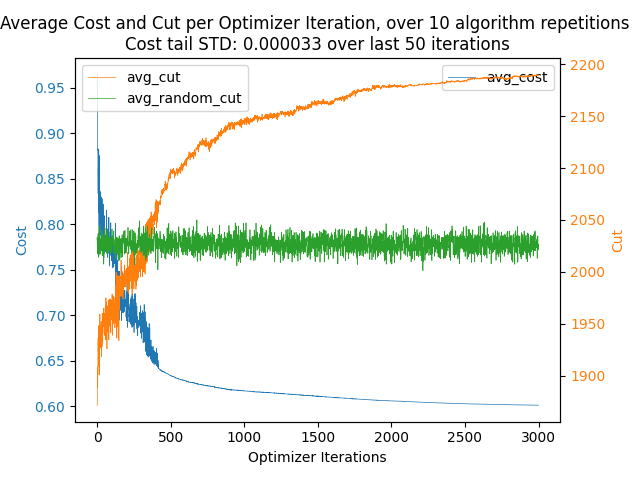 Average Cost and Cut per Optimizer Iteration, over 10 algorithm repetitions
Cost tail STD: 0.000033 over last 50 iterations
avg_cut
avg_random_cut
avg_cost
0.95
0.90
0.85
0.80
0.75
0.70
0.65
0.60
Cost
2200
2150
2100
2050
2000
1950
1900
Cut
0
500
1000
1500
2000
2500
3000
Optimizer Iterations